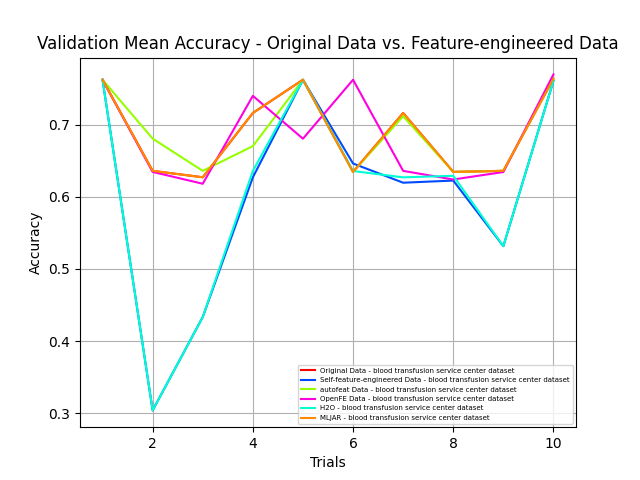 Validation Mean Accuracy - Original Data vs. Feature-engineered Data
0.7
0.6
0.5
0.4
0.3
Accuracy
2
4
6
8
10
Trials
Original Data - blood transfusion service center dataset
Self-feature-engineered Data - blood transfusion service center dataset
autofeat Data - blood transfusion service center dataset
OpenFE Data - blood transfusion service center dataset
H2O - blood transfusion service center dataset
MLJAR - blood transfusion service center dataset